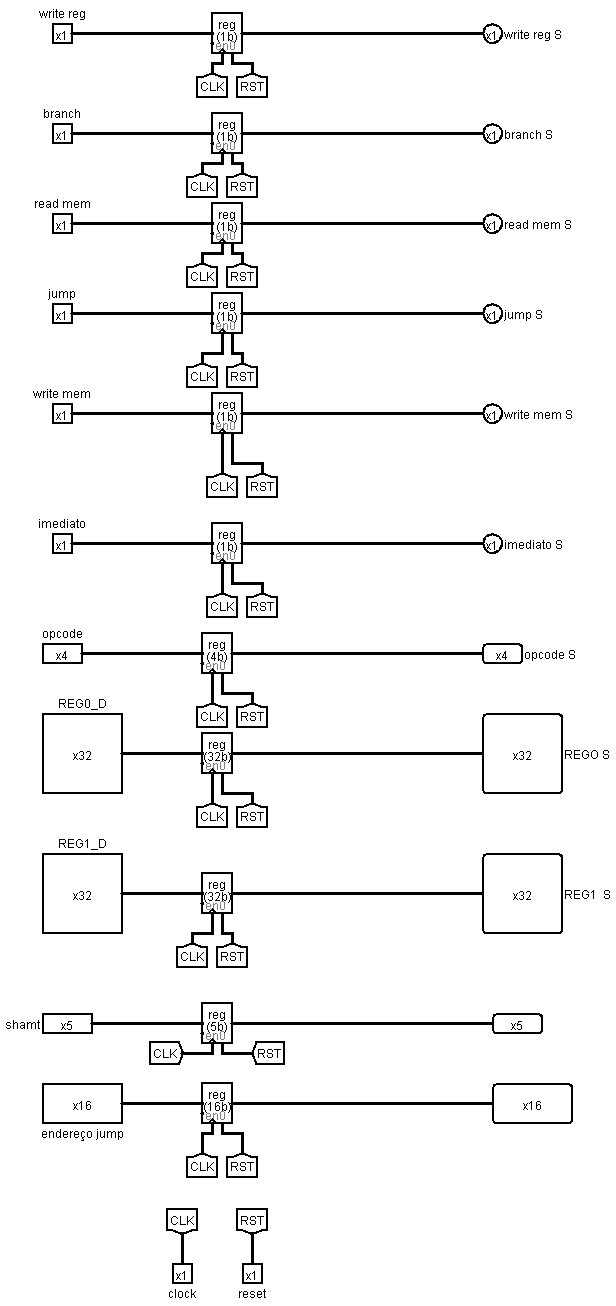 write reg
x1
reg
(1b)
en0
x1
write reg S
CLK
RST
branch
x1
reg
(1b)
en0
x1
branch S
CLK
RST
read mem
x1
reg
(1b)
en0
x1
read mem S
CLK
RST
jump
x1
reg
(1b)
en0
x1
jump S
CLK
RST
write mem
x1
reg
(1b)
en0
x1
write mem S
CLK
RST
imediato
x1
reg
(1b)
en0
x1
imediato S
CLK
RST
opcode
x4
reg
(4b)
en0
x4
opcode S
CLK
RST
REG0_D
x32
reg
(32b)
en0
x32
REGO S
CLK
RST
REG1_D
x32
reg
(32b)
en0
x32
REG1 S
CLK
RST
shamt
x5
reg
(5b)
en0
x5
CLK
RST
x16
reg
(16b)
en0
x16
endereço jump
CLK
RST
CLK
RST
x1
x1
clock
reset